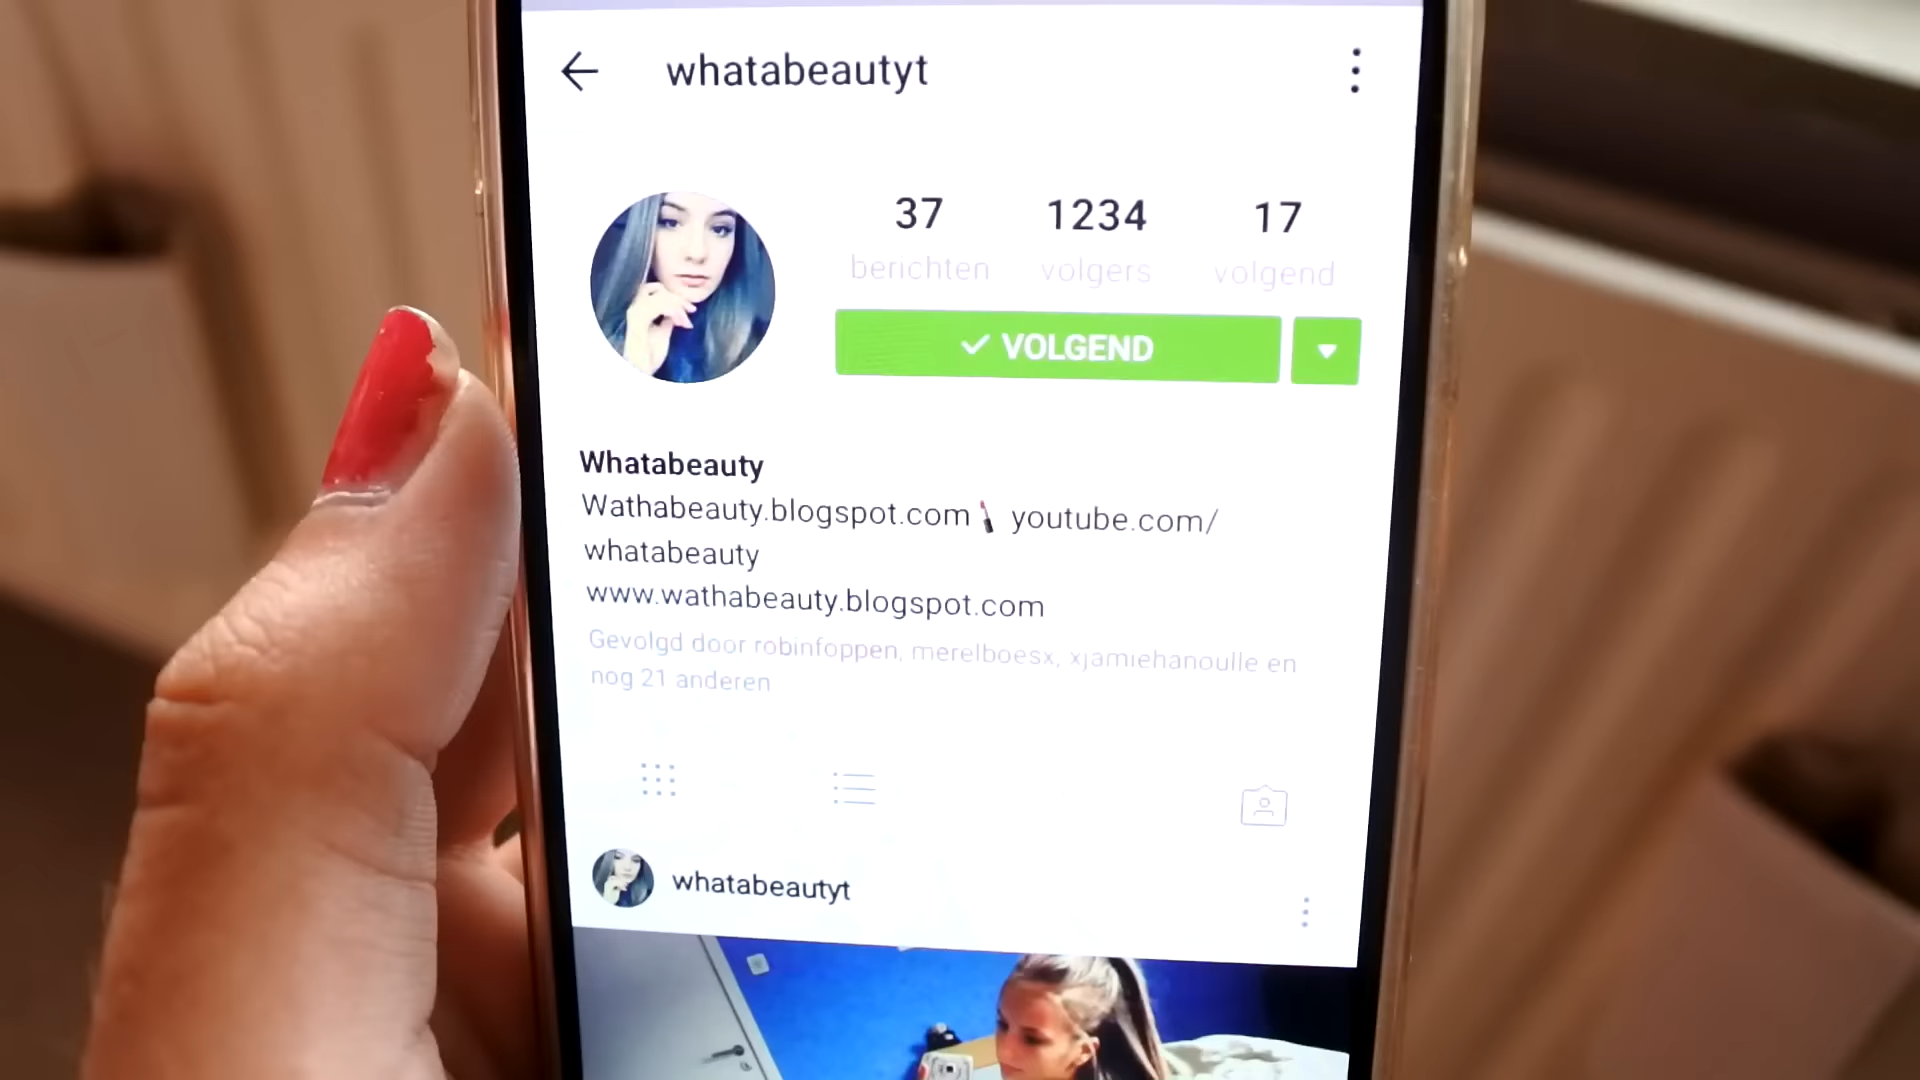 whatabeautyt
37 1234 17
berichten volgers volgend
VOLGEND
Whatabeauty
Wathabeauty.blogspot.com youtube.com/
whatabeauty
www.wathabeauty.blogspot.com
Gevolgd door robinfoppen, merelboesx, xjamiehanoulle en
nog 21 anderen
whatabeautyt